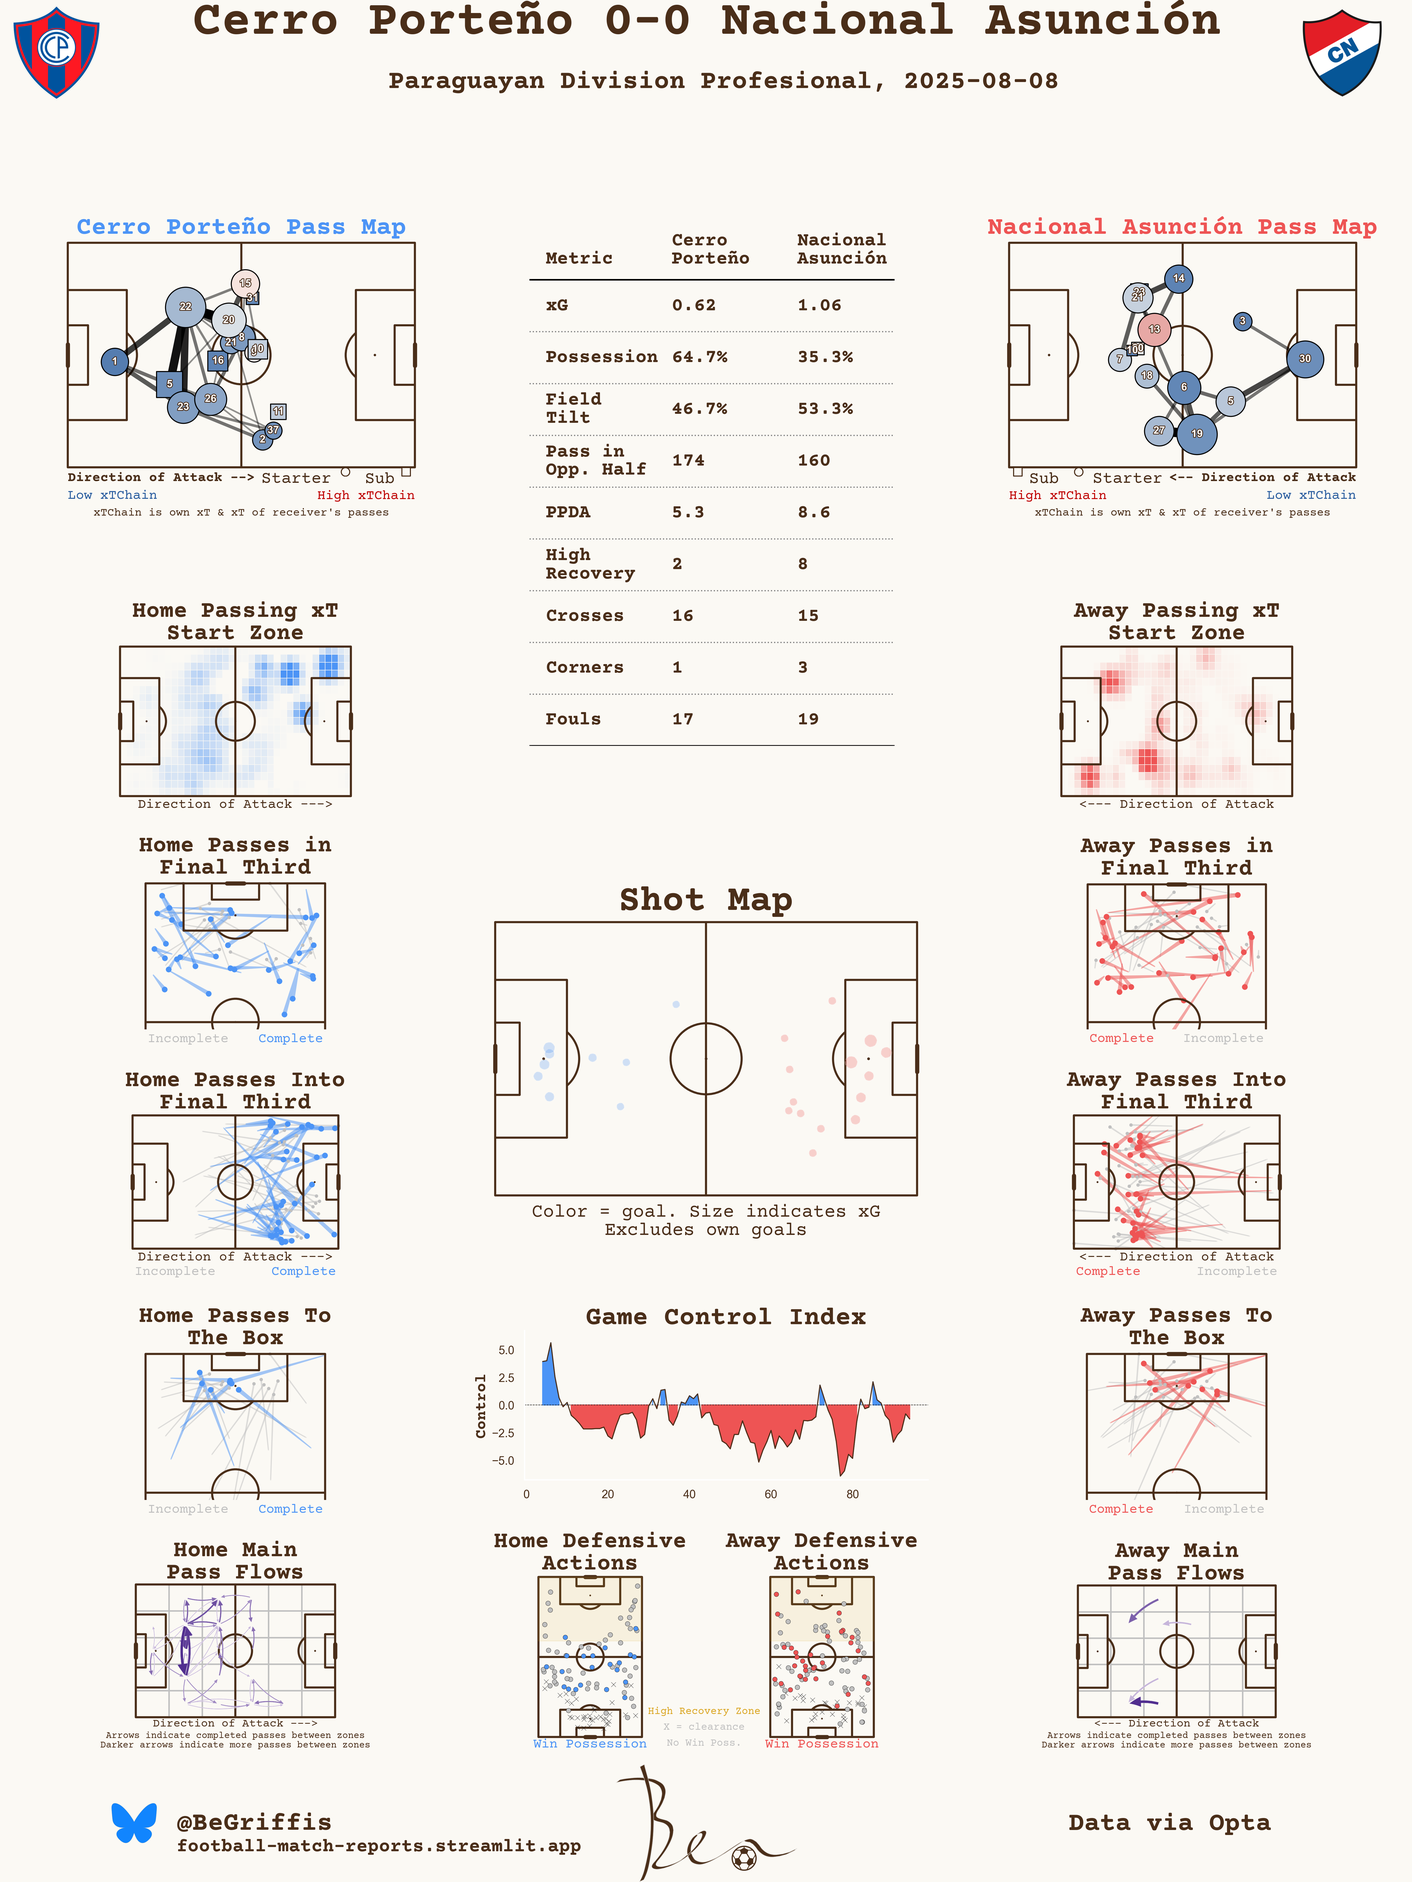 Cerro Porteño 0-0 Nacional Asunción
Paraguayan Division Profesional, 2025-08-08
CP
CN
Cerro Porteño Pass Map
22
15
31
20
8
21
10
16
1
5
26
23
11
37
2
Direction of Attack --> Starter Sub
Low xTChain High xTChain
xTChain is own xT & xT of receiver's passes
Metric Cerro Porteño Nacional Asunción
xG 0.62 1.06
Possession 64.7% 35.3%
Field Tilt 46.7% 53.3%
Pass in Opp. Half 174 160
PPDA 5.3 8.6
High Recovery 2 8
Crosses 16 15
Corners 1 3
Fouls 17 19
Nacional Asunción Pass Map
14
21
13
3
7
30
18
6
5
27
19
Sub Starter <-- Direction of Attack
High xTChain Low xTChain
xTChain is own xT & xT of receiver's passes
Home Passing xT
Start Zone
Direction of Attack --->
Away Passing xT
Start Zone
<--- Direction of Attack
Home Passes in
Final Third
Incomplete Complete
Away Passes in
Final Third
Complete Incomplete
Shot Map
Color = goal. Size indicates xG
Excludes own goals
Home Passes Into
Final Third
Direction of Attack --->
Incomplete Complete
Away Passes Into
Final Third
<--- Direction of Attack
Complete Incomplete
Home Passes To
The Box
Incomplete Complete
Game Control Index
Control
5.0
2.5
0.0
−2.5
−5.0
0 20 40 60 80
Away Passes To
The Box
Complete Incomplete
Home Main
Pass Flows
Direction of Attack --->
Arrows indicate completed passes between zones
Darker arrows indicate more passes between zones
Home Defensive
Actions
Win Possession
Away Defensive
Actions
Win Possession
High Recovery Zone
X = clearance
No Win Poss.
Away Main
Pass Flows
<--- Direction of Attack
Arrows indicate completed passes between zones
Darker arrows indicate more passes between zones
@BeGriffis
football-match-reports.streamlit.app
Ben
Data via Opta